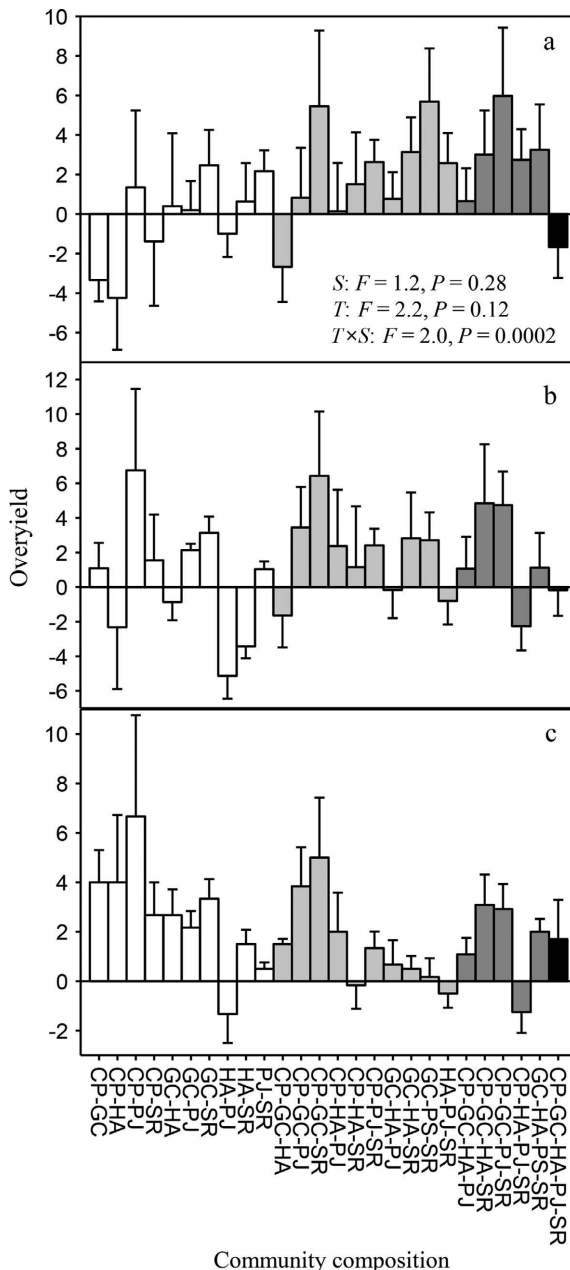 10
8
6
4
2
0
-2
-4
-6
a
S: F = 1.2, P = 0.28
T: F = 2.2, P = 0.12
T×S: F = 2.0, P = 0.0002
12
10
8
6
4
2
0
-2
-4
-6
b
Overyield
10
8
6
4
2
0
-2
c
CP-GC
CP-HA
CP-PJ
CP-SR
GC-HA
GC-PJ
GC-SR
HA-PJ
HA-SR
PJ-SR
CP-GC-HA
CP-GC-PJ
CP-GC-SR
CP-HA-PJ
CP-HA-SR
CP-PJ-SR
GC-HA-PJ
GC-HA-SR
GC-PS-SR
HA-PJ-SR
CP-GC-HA-PJ
CP-GC-HA-SR
CP-GC-PJ-SR
CP-HA-PJ-SR
GC-HA-PS-SR
CP-GC-HA-PJ-SR
Community composition